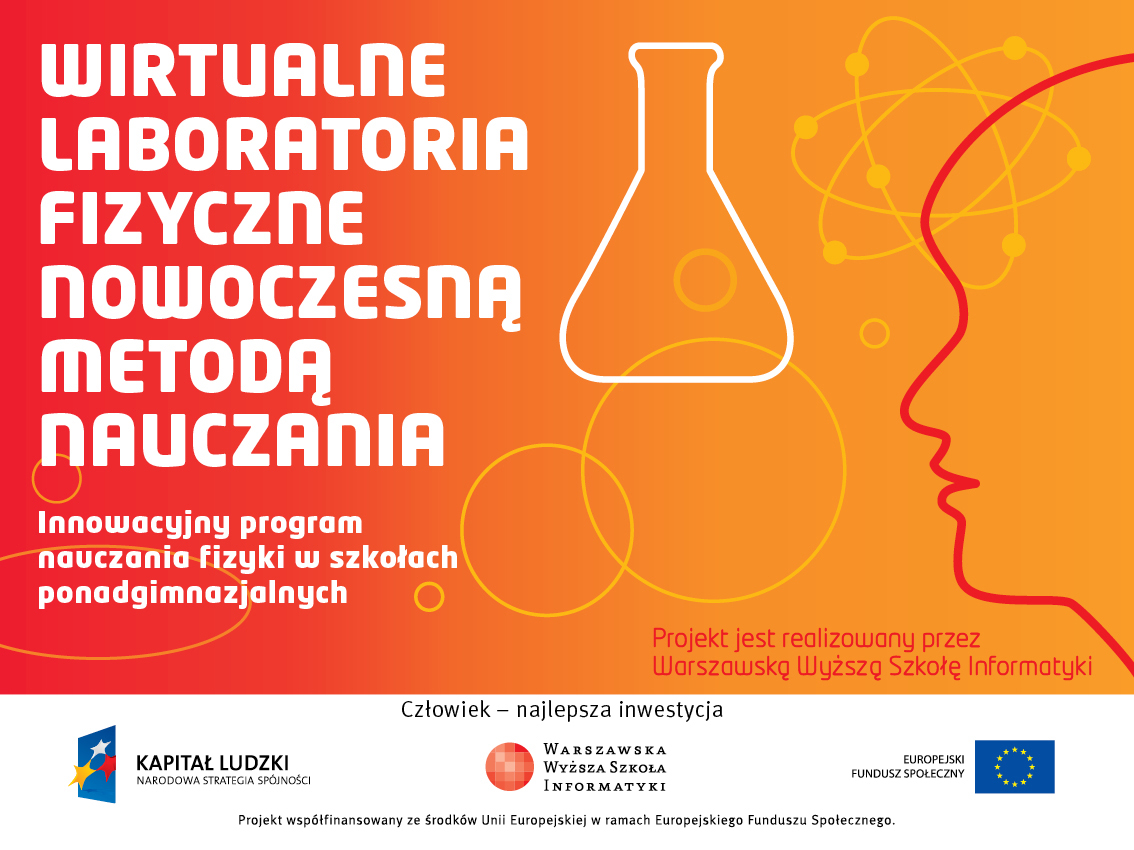 WIRTUALNE
LABORATORIA
FIZYCZNE
NOWOCZESNĄ
METODĄ
NAUCZANIA
Innowacyjny program
nauczania fizyki w szkołach
ponadgimnazjalnych
Projekt jest realizowany przez
Warszawską Wyższą Szkołę Informatyki
Człowiek – najlepsza inwestycja
KAPITAŁ LUDZKI
NARODOWA STRATEGIA SPÓJNOŚCI
WARSZAWSKA
WYŻSZA SZKOŁA
INFORMATYKI
EUROPEJSKI
FUNDUSZ SPOŁECZNY
Projekt współfinansowany ze środków Unii Europejskiej w ramach Europejskiego Funduszu Społecznego.